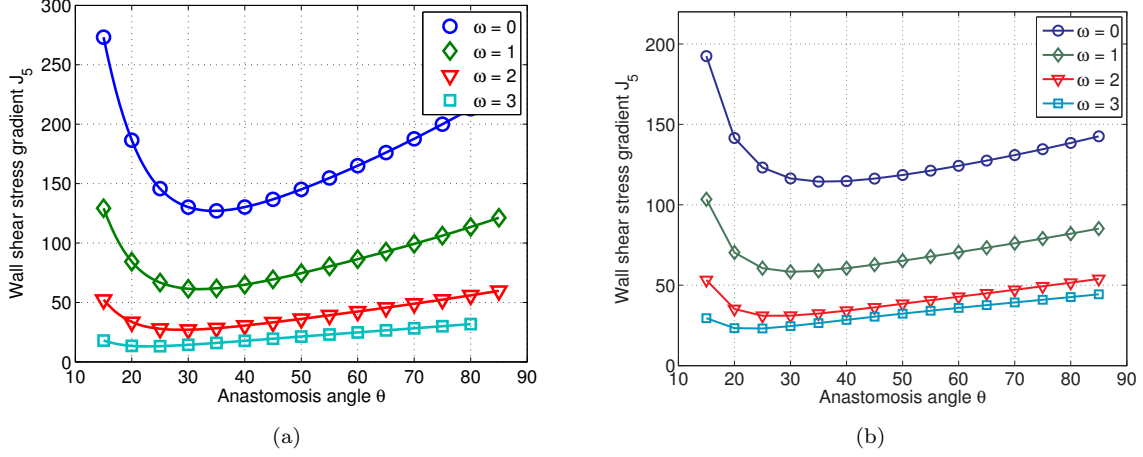 300
250
200
150
100
50
0
Wall shear stress gradient J5
10 20 30 40 50 60 70 80 90
Anastomosis angle θ
ω = 0
ω = 1
ω = 2
ω = 3
(a)
200
150
100
50
0
Wall shear stress gradient J5
10 20 30 40 50 60 70 80 90
Anastomosis angle θ
ω = 0
ω = 1
ω = 2
ω = 3
(b)